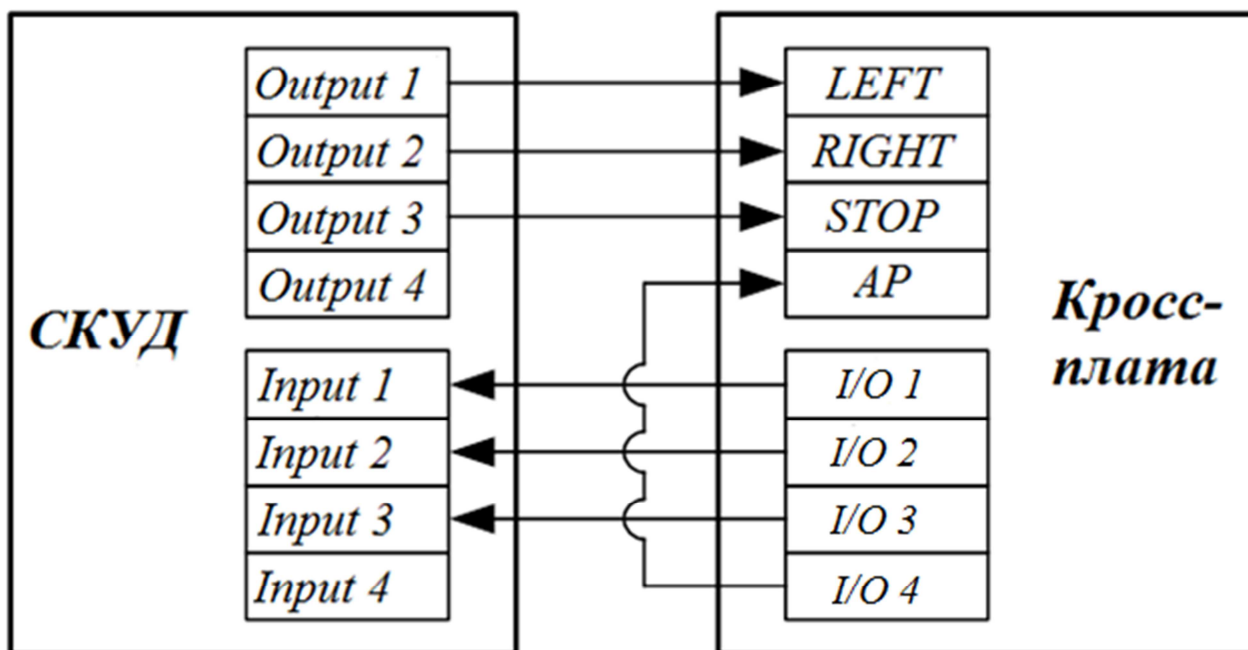 СКУД
Output 1
Output 2
Output 3
Output 4
Input 1
Input 2
Input 3
Input 4
LEFT
RIGHT
STOP
AP
I/O 1
I/O 2
I/O 3
I/O 4
Кросс-
плата